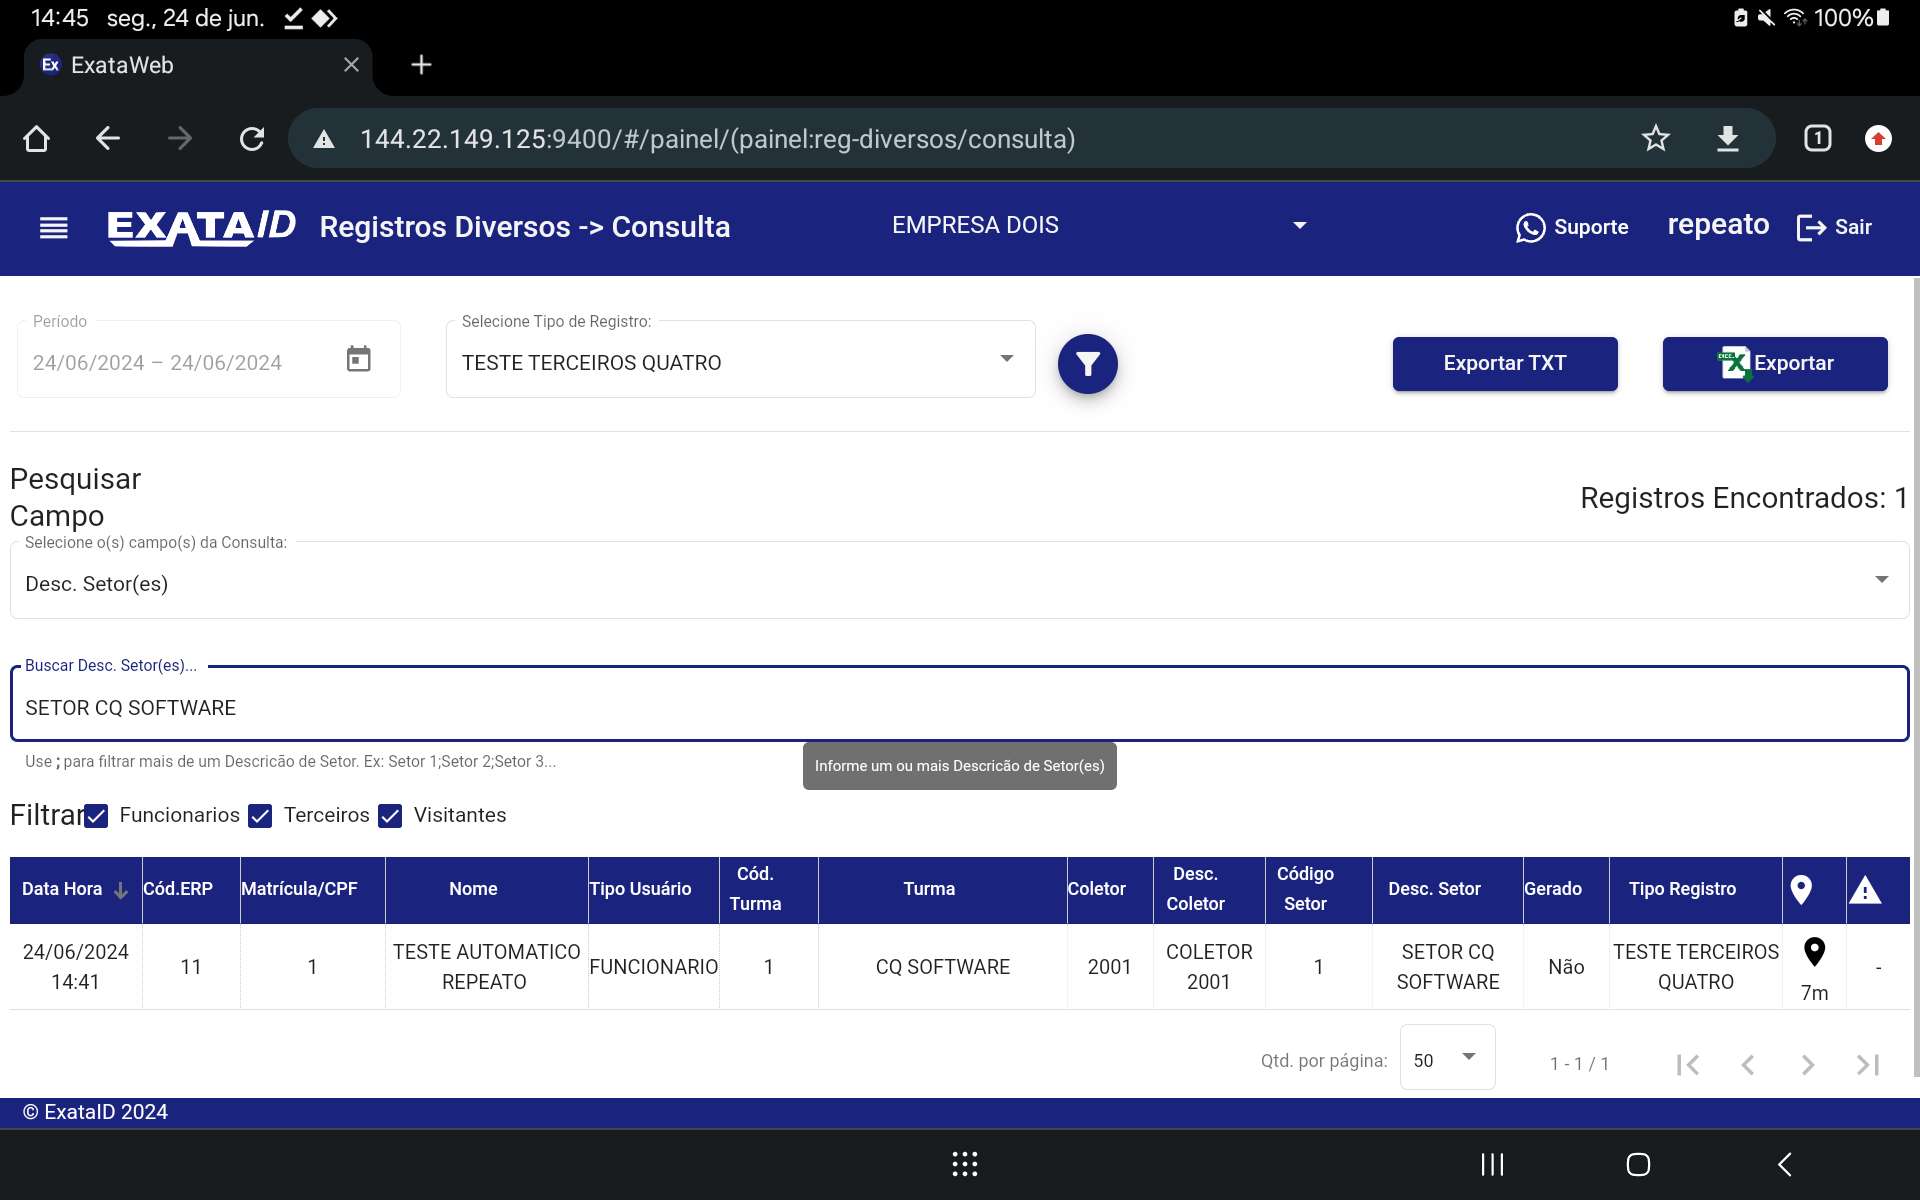 14:45 seg., 24 de jun. 100%
Ex ExataWeb
144.22.149.125:9400/#/painel/(painel:reg-diversos/consulta) 1
EXATA/D Registros Diversos -> Consulta EMPRESA DOIS Suporte repeato Sair
Período Selecione Tipo de Registro:
24/06/2024 – 24/06/2024 TESTE TERCEIROS QUATRO Exportar TXT Exportar
Pesquisar
Campo
Registros Encontrados: 1
Selecione o(s) campo(s) da Consulta:
Desc. Setor(es)
Buscar Desc. Setor(es)...
SETOR CQ SOFTWARE
Use ; para filtrar mais de um Descricão de Setor. Ex: Setor 1;Setor 2;Setor 3...
Informe um ou mais Descricão de Setor(es)
Filtrar Funcionarios Terceiros Visitantes
Data Hora Cód.ERP Matrícula/CPF Nome Tipo Usuário Cód. Turma Turma Coletor Desc. Coletor Código Setor Desc. Setor Gerado Tipo Registro
24/06/2024 14:41 11 1 TESTE AUTOMATICO REPEATO FUNCIONARIO 1 CQ SOFTWARE 2001 COLETOR 2001 1 SETOR CQ SOFTWARE Não TESTE TERCEIROS QUATRO 7m -
Qtd. por página: 50 1 - 1 / 1
© ExataID 2024